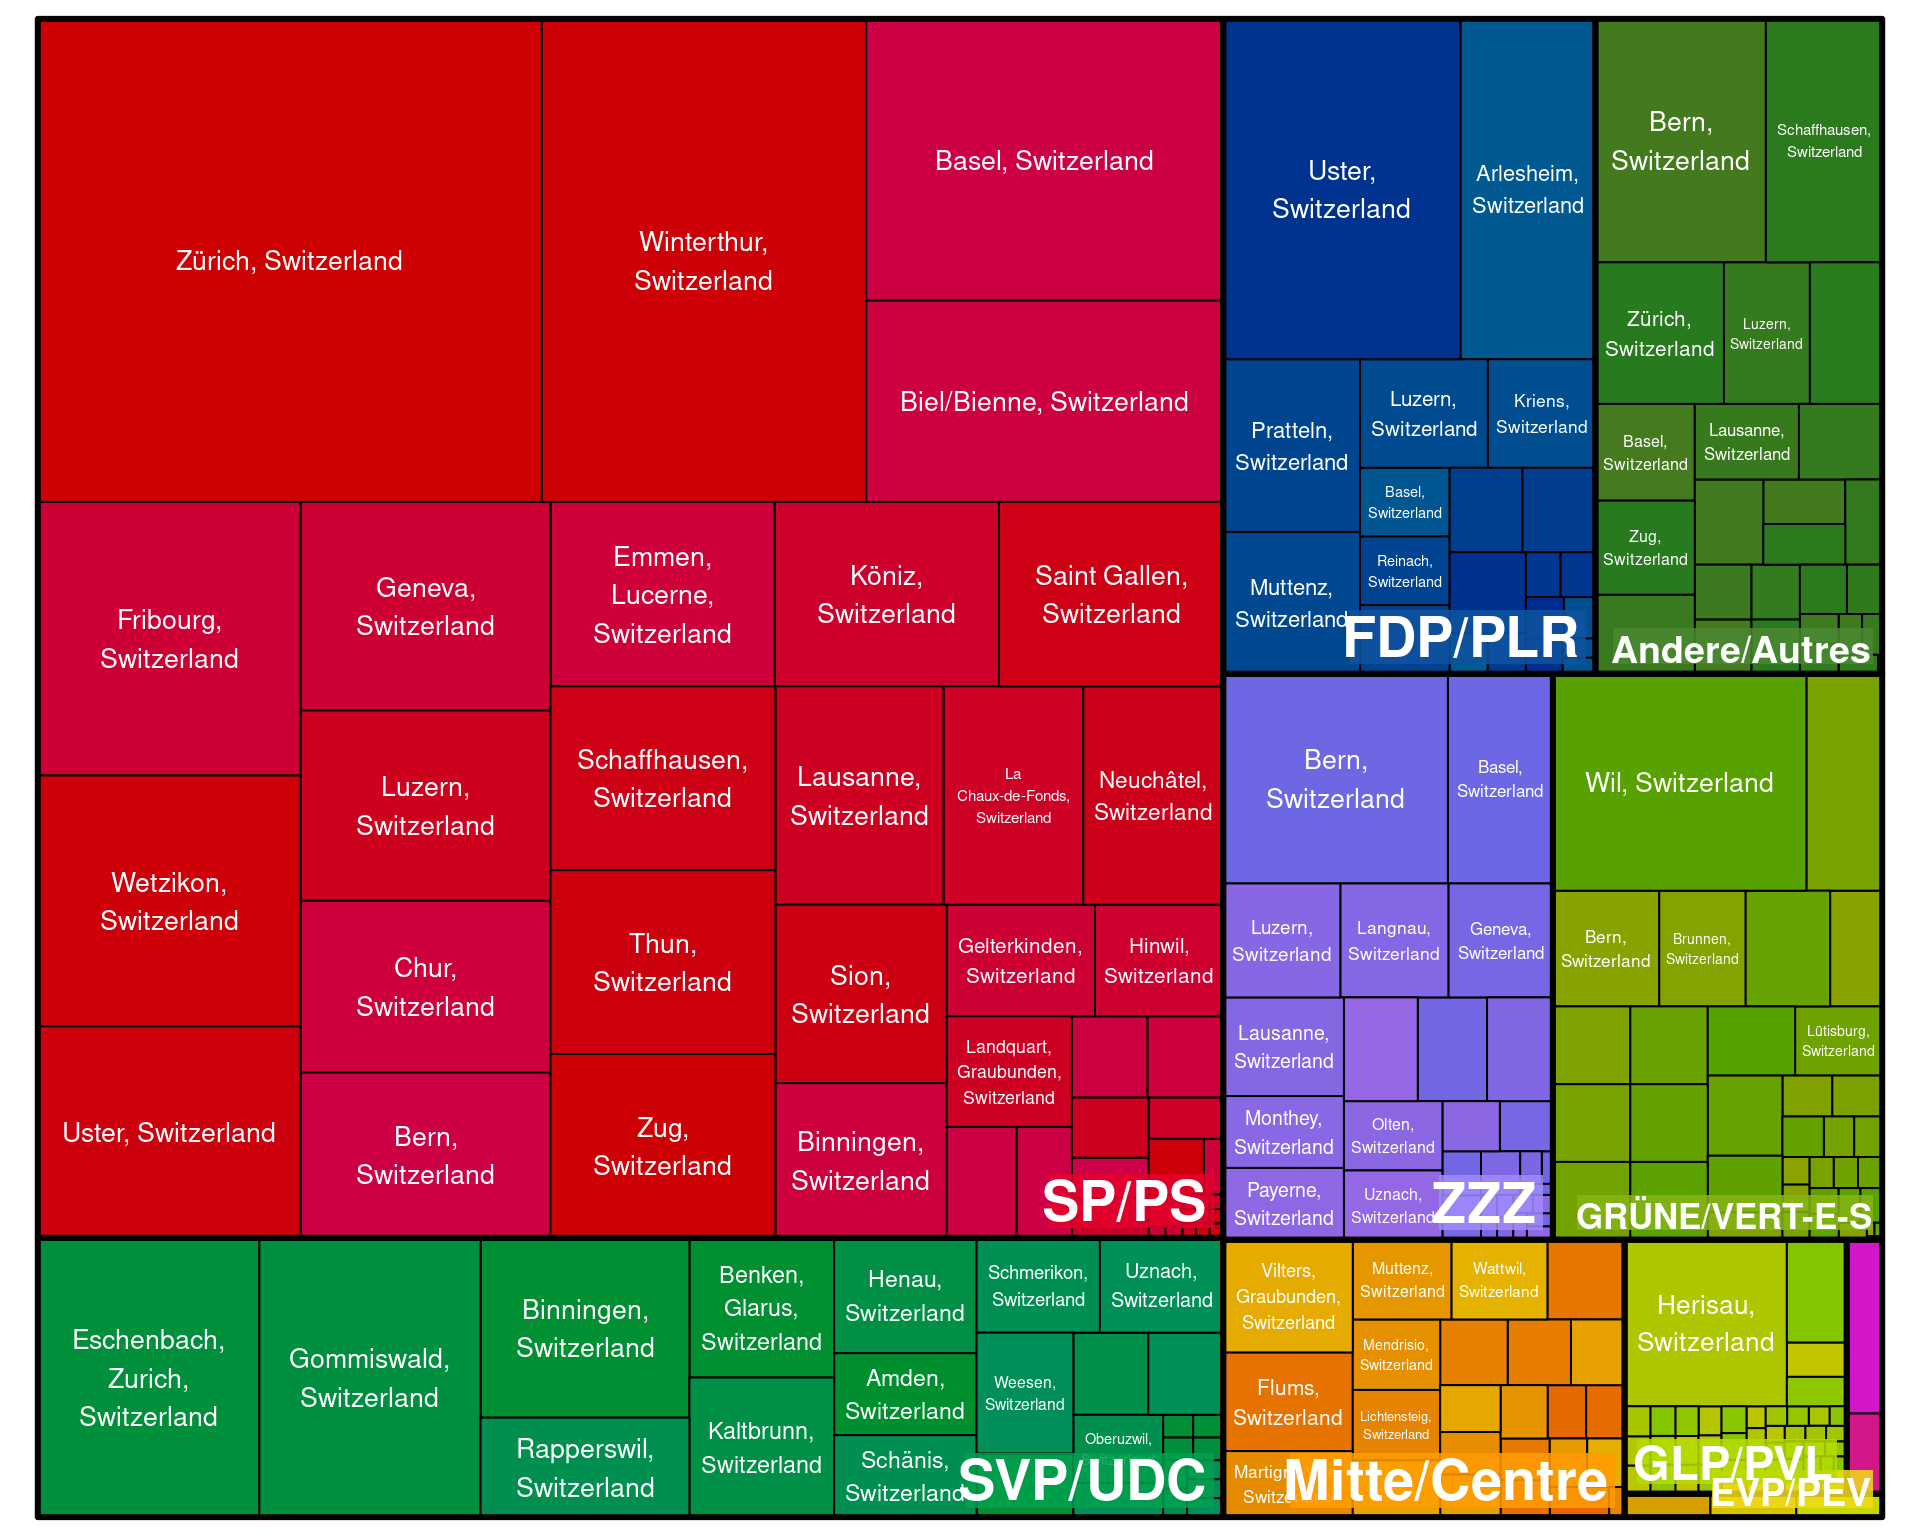 Zürich, Switzerland
Winterthur,
Switzerland
Basel, Switzerland
Biel/Bienne, Switzerland
Fribourg,
Switzerland
Wetzikon,
Switzerland
Uster, Switzerland
Geneva,
Switzerland
Luzern,
Switzerland
Chur,
Switzerland
Bern,
Switzerland
Emmen,
Lucerne,
Switzerland
Schaffhausen,
Switzerland
Thun,
Switzerland
Zug,
Switzerland
Köniz,
Switzerland
Saint Gallen,
Switzerland
Lausanne,
Switzerland
La
Chaux-de-Fonds,
Switzerland
Neuchâtel,
Switzerland
Sion,
Switzerland
Binningen,
Switzerland
Gelterkinden,
Switzerland
Hinwil,
Switzerland
Landquart,
Graubunden,
Switzerland
SP/PS
Uster,
Switzerland
Arlesheim,
Switzerland
Pratteln,
Switzerland
Muttenz,
Switzerland
Luzern,
Switzerland
Kriens,
Switzerland
Basel,
Switzerland
Reinach,
Switzerland
FDP/PLR
Bern,
Switzerland
Schaffhausen,
Switzerland
Zürich,
Switzerland
Luzern,
Switzerland
Basel,
Switzerland
Lausanne,
Switzerland
Zug,
Switzerland
Andere/Autres
Bern,
Switzerland
Basel,
Switzerland
Luzern,
Switzerland
Langnau,
Switzerland
Geneva,
Switzerland
Lausanne,
Switzerland
Monthey,
Switzerland
Payerne,
Switzerland
Olten,
Switzerland
Uznach,
Switzerland
ZZZ
Wil, Switzerland
Bern,
Switzerland
Brunnen,
Switzerland
Lütisburg,
Switzerland
GRÜNE/VERT-E-S
Eschenbach,
Zurich,
Switzerland
Gommiswald,
Switzerland
Binningen,
Switzerland
Rapperswil,
Switzerland
Benken,
Glarus,
Switzerland
Kaltbrunn,
Switzerland
Henau,
Switzerland
Amden,
Switzerland
Schänis,
Switzerland
Schmerikon,
Switzerland
Uznach,
Switzerland
Weesen,
Switzerland
Oberuzwil,
SVP/UDC
Vilters,
Graubunden,
Switzerland
Flums,
Switzerland
Muttenz,
Switzerland
Wattwil,
Switzerland
Mendrisio,
Switzerland
Lichtensteig,
Switzerland
Mitte/Centre
Herisau,
Switzerland
GLP/PVL
EVP/PEV